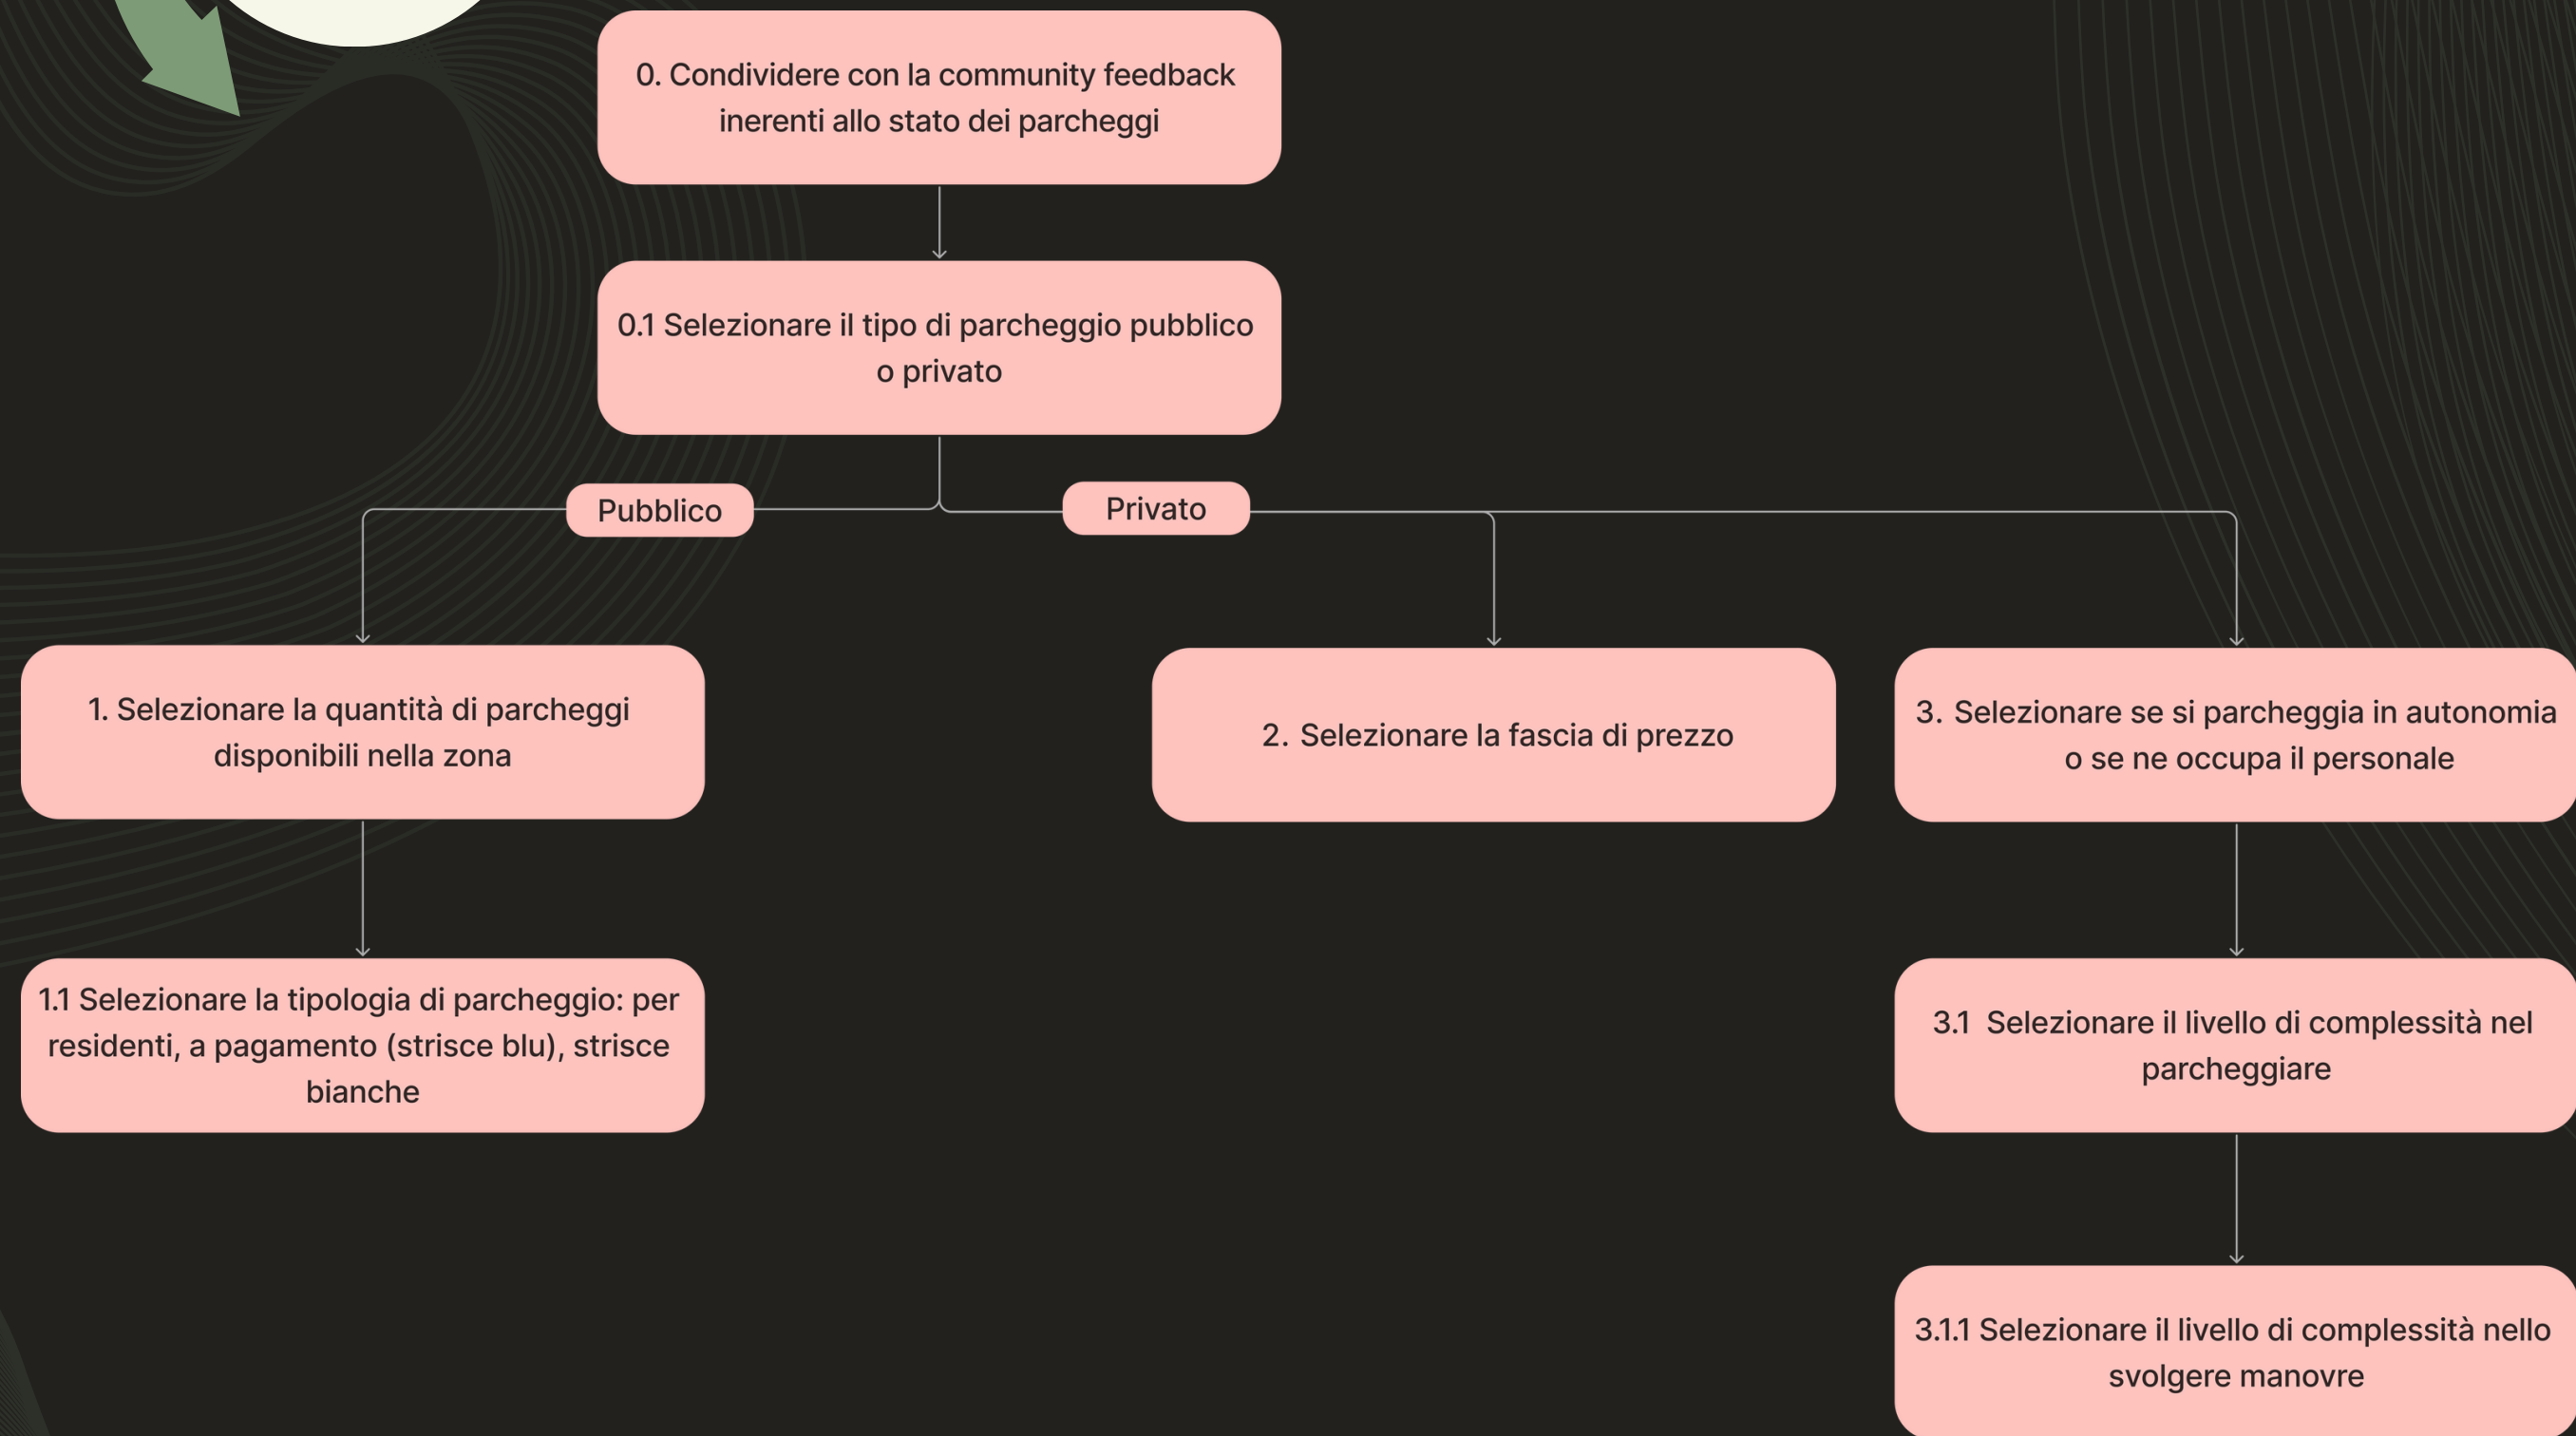 0. Condividere con la community feedback
inerenti allo stato dei parcheggi
0.1 Selezionare il tipo di parcheggio pubblico
o privato
Pubblico
Privato
1. Selezionare la quantità di parcheggi
disponibili nella zona
2. Selezionare la fascia di prezzo
3. Selezionare se si parcheggia in autonomia
o se ne occupa il personale
1.1 Selezionare la tipologia di parcheggio: per
residenti, a pagamento (strisce blu), strisce
bianche
3.1 Selezionare il livello di complessità nel
parcheggiare
3.1.1 Selezionare il livello di complessità nello
svolgere manovre